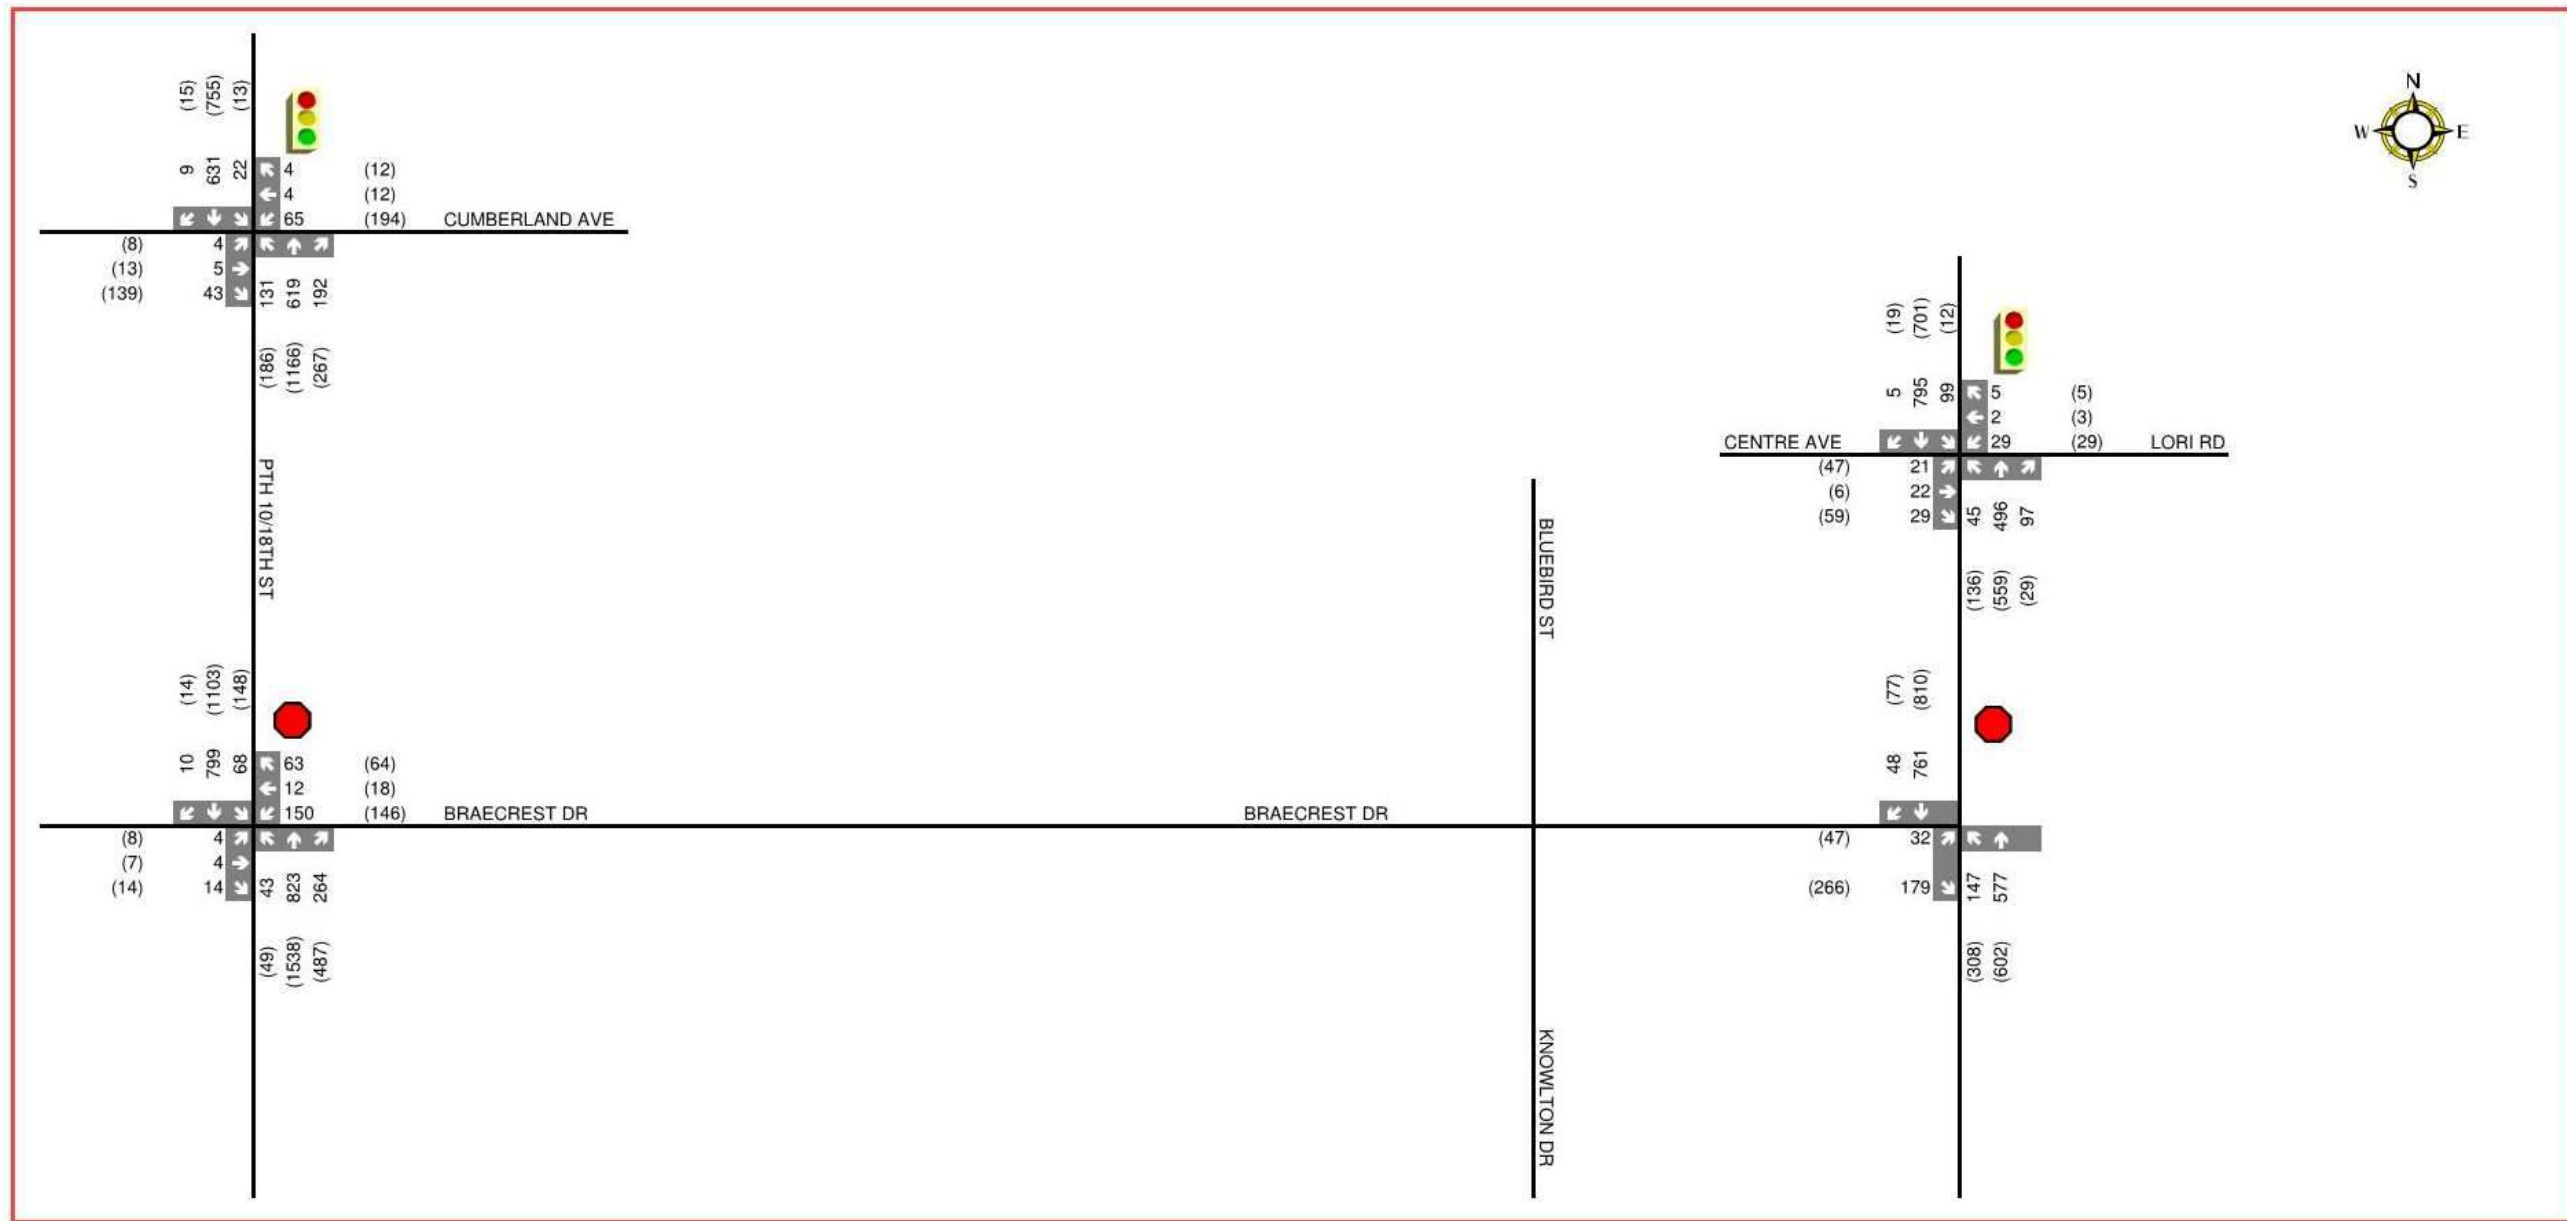 N
W E
S
(15) (755) (13)
9 631 22
4 (12)
4 (12)
65 (194) CUMBERLAND AVE
(8) 4
(13) 5
(139) 43
131 619 192
(186) (1166) (267)
PTH 10/18TH ST
(14) (1103) (148)
10 799 68
63 (64)
12 (18)
150 (146) BRAECREST DR
(8) 4
(7) 4
(14) 14
43 823 264
(49) (1538) (487)
BRAECREST DR
BLUEBIRD ST
KNOWLTON DR
(19) (701) (12)
5 795 99
5 (5)
2 (3)
CENTRE AVE 29 (29) LORI RD
(47) 21
(6) 22
(59) 29
45 496 97
(136) (559) (29)
(77) (810)
48 761
(47) 32
(266) 179
147 577
(308) (602)